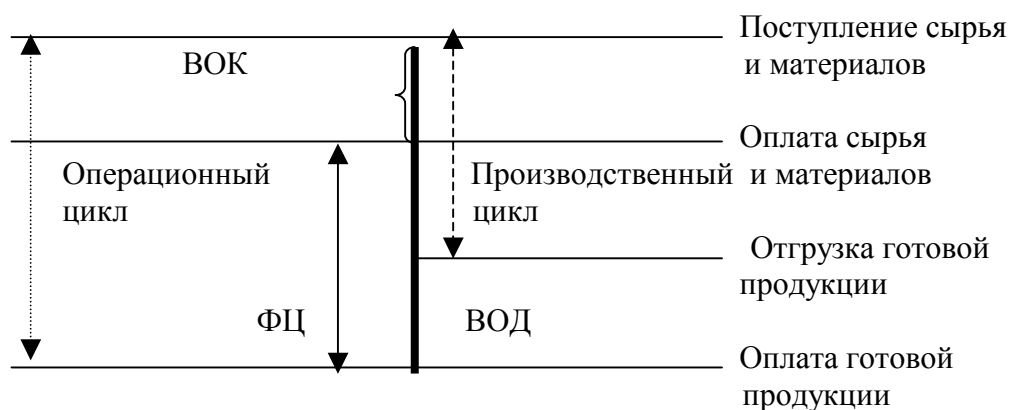 Поступление сырья
ВОК
и материалов
Оплата сырья
Операционный
цикл
Производственный
цикл
и материалов
Отгрузка готовой
продукции
ФЦ
ВОД
Оплата готовой
продукции